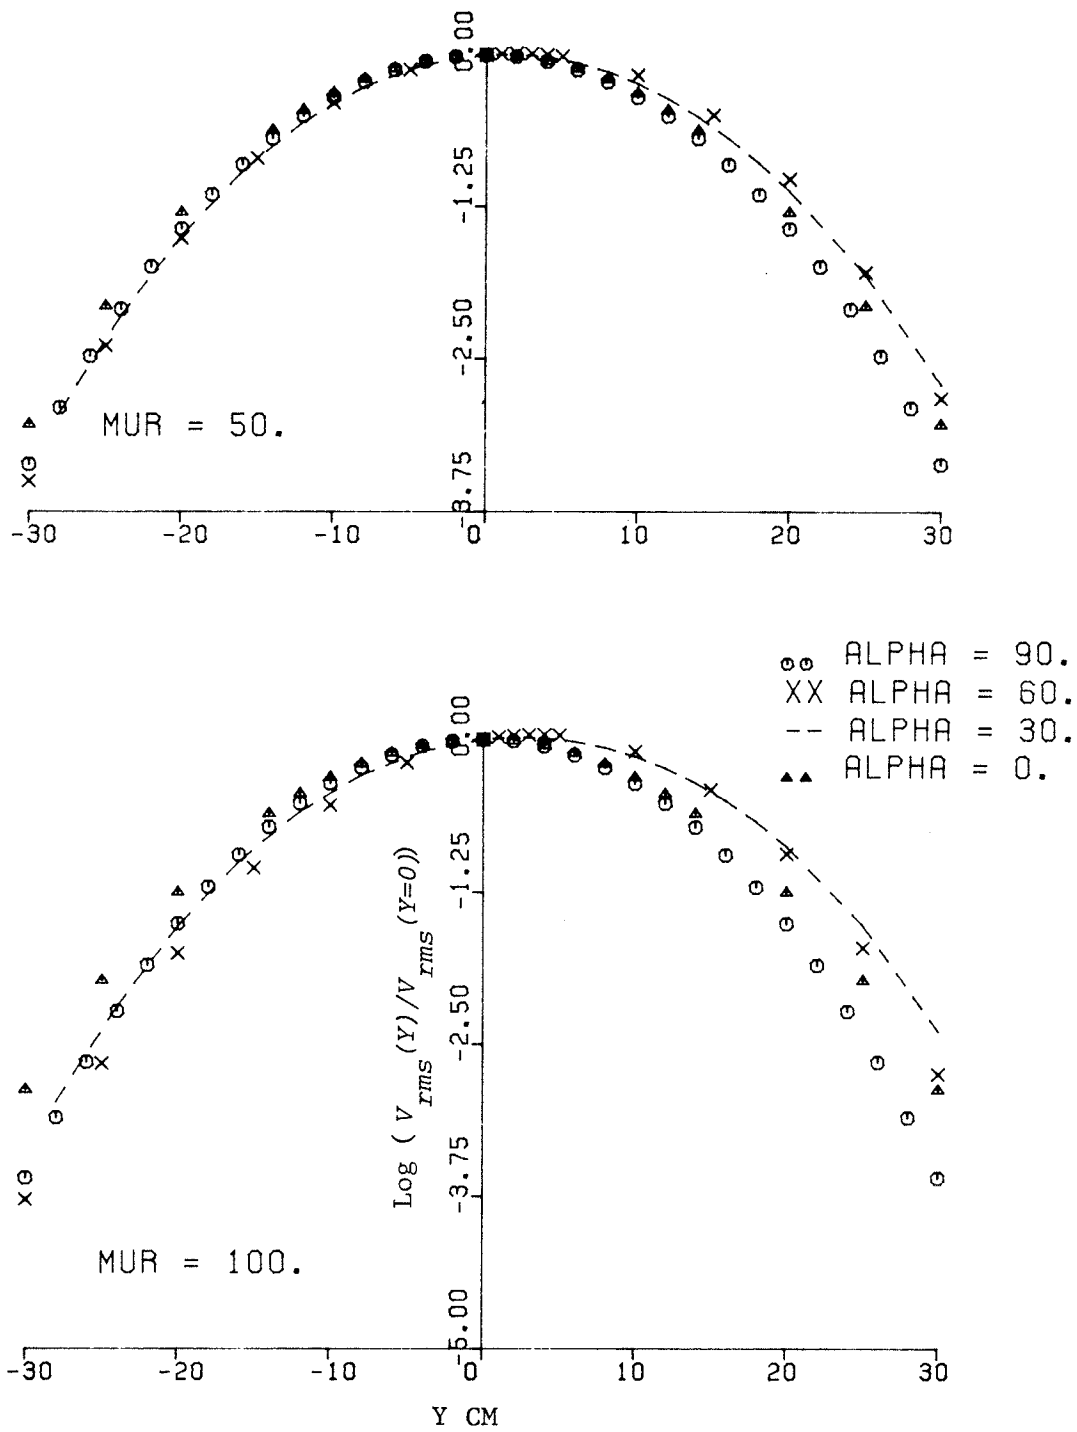 0.00
-1.25
-2.50
-3.75
MUR = 50.
-30 -20 -10 0 10 20 30
ALPHA = 90.
XX ALPHA = 60.
-- ALPHA = 30.
ALPHA = 0.
0.00
-1.25
-2.50
-3.75
-5.00
Log (Vrms(Y)/Vrms(Y=0))
MUR = 100.
-30 -20 -10 0 10 20 30
Y CM